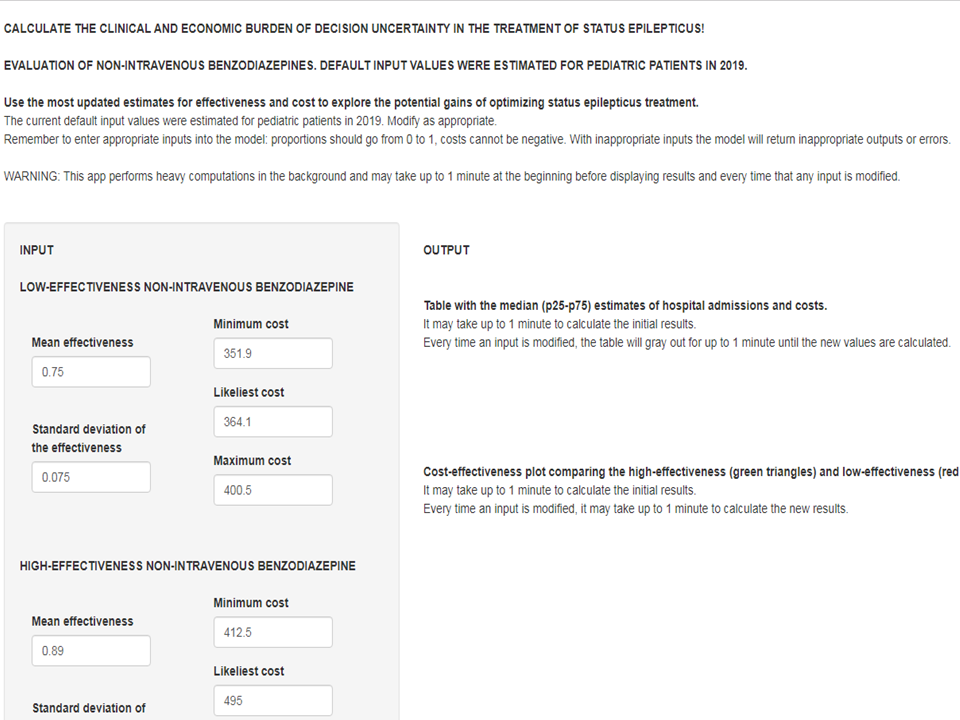 CALCULATE THE CLINICAL AND ECONOMIC BURDEN OF DECISION UNCERTAINTY IN THE TREATMENT OF STATUS EPILEPTICUS!
EVALUATION OF NON-INTRAVENOUS BENZODIAZEPINES. DEFAULT INPUT VALUES WERE ESTIMATED FOR PEDIATRIC PATIENTS IN 2019.
Use the most updated estimates for effectiveness and cost to explore the potential gains of optimizing status epilepticus treatment.
The current default input values were estimated for pediatric patients in 2019. Modify as appropriate.
Remember to enter appropriate inputs into the model: proportions should go from 0 to 1, costs cannot be negative. With inappropriate inputs the model will return inappropriate outputs or errors.
WARNING: This app performs heavy computations in the background and may take up to 1 minute at the beginning before displaying results and every time that any input is modified.
INPUT
LOW-EFFECTIVENESS NON-INTRAVENOUS BENZODIAZEPINE
Mean effectiveness
0.75
Standard deviation of
the effectiveness
0.075
Minimum cost
351.9
Likeliest cost
364.1
Maximum cost
400.5
HIGH-EFFECTIVENESS NON-INTRAVENOUS BENZODIAZEPINE
Mean effectiveness
0.89
Standard deviation of
Minimum cost
412.5
Likeliest cost
495
OUTPUT
Table with the median (p25-p75) estimates of hospital admissions and costs.
It may take up to 1 minute to calculate the initial results.
Every time an input is modified, the table will gray out for up to 1 minute until the new values are calculated.
Cost-effectiveness plot comparing the high-effectiveness (green triangles) and low-effectiveness (red
It may take up to 1 minute to calculate the initial results.
Every time an input is modified, it may take up to 1 minute to calculate the new results.